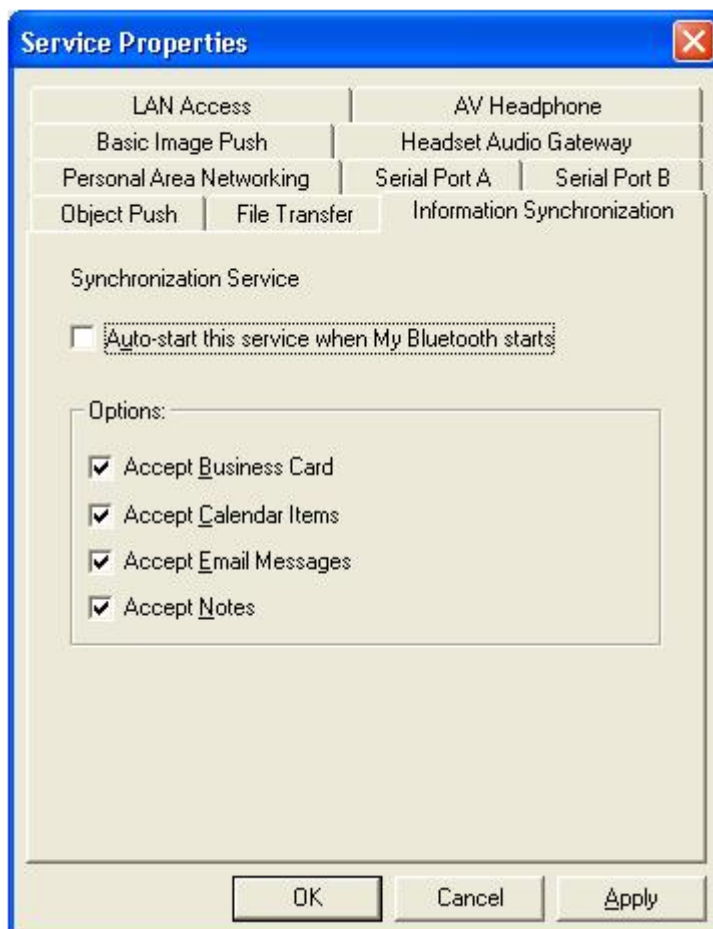 Service Properties
LAN Access AV Headphone
Basic Image Push Headset Audio Gateway
Personal Area Networking Serial Port A Serial Port B
Object Push File Transfer Information Synchronization
Synchronization Service
Auto-start this service when My Bluetooth starts
Options:
Accept Business Card
Accept Calendar Items
Accept Email Messages
Accept Notes
OK Cancel Apply